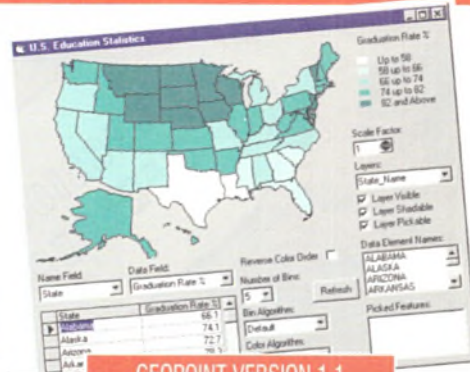 U.S. Education Statistics
Graduation Rate %
Up to 58
58 up to 66
66 up to 74
74 up to 82
82 and Above
Scale Factor:
1
Layers:
State_Name
Layer Visible
Layer Shadable
Layer Pickable
Data Element Names:
ALABAMA
ALASKA
ARIZONA
ARKANSAS
Name Field:
State
Data Field:
Graduation Rate %
Reverse Color Order
Number of Bins:
5
Refresh
Bin Algorithm:
Default
Color Algorithm:
Picked Features:
State
Graduation Rate %
Alabama
66.1
Alaska
74.1
Arizona
72.7
GEOPOINT VERSION 1.1